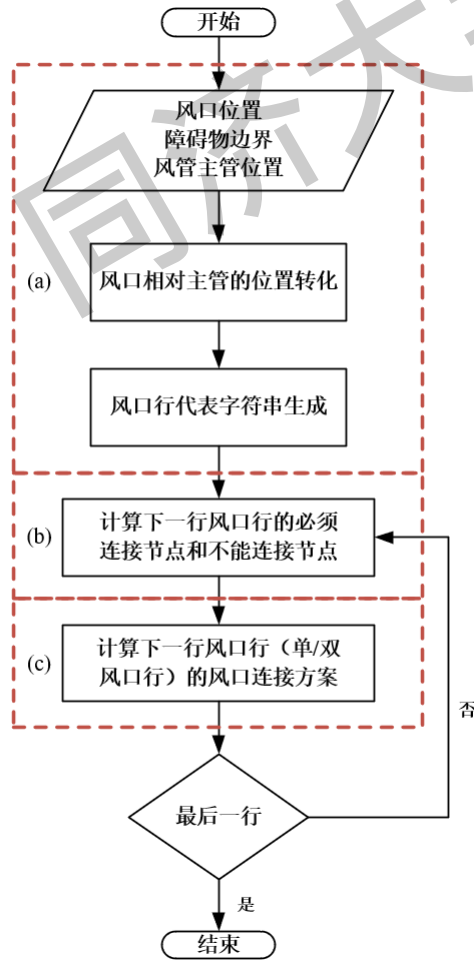 开始
风口位置
障碍物边界
风管主管位置
(a)
风口相对主管的位置转化
风口行代表字符串生成
(b)
计算下一行风口行的必须
连接节点和不能连接节点
(c)
计算下一行风口行（单/双
风口行）的风口连接方案
否
最后一行
是
结束
同济大